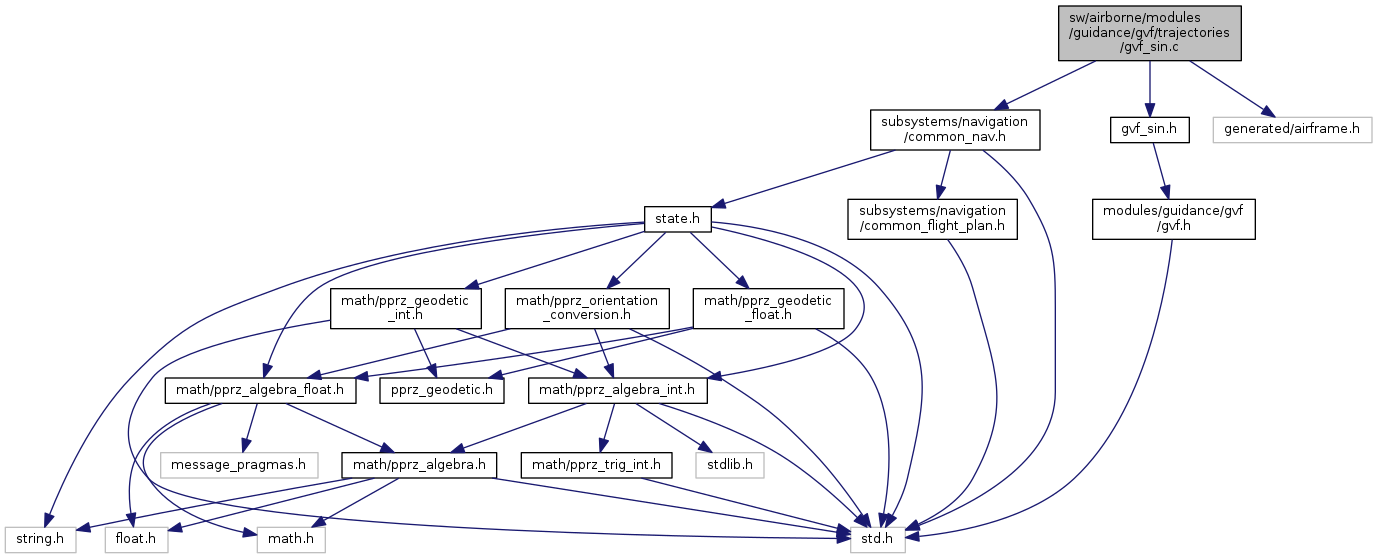 sw/airborne/modules
/guidance/gvf/trajectories
/gvf_sin.c
subsystems/navigation
/common_nav.h
gvf_sin.h
generated/airframe.h
state.h
subsystems/navigation
/common_flight_plan.h
modules/guidance/gvf
/gvf.h
math/pprz_geodetic
_int.h
math/pprz_orientation
_conversion.h
math/pprz_geodetic
_float.h
math/pprz_algebra_float.h
pprz_geodetic.h
math/pprz_algebra_int.h
message_pragmas.h
math/pprz_algebra.h
math/pprz_trig_int.h
stdlib.h
string.h
float.h
math.h
std.h